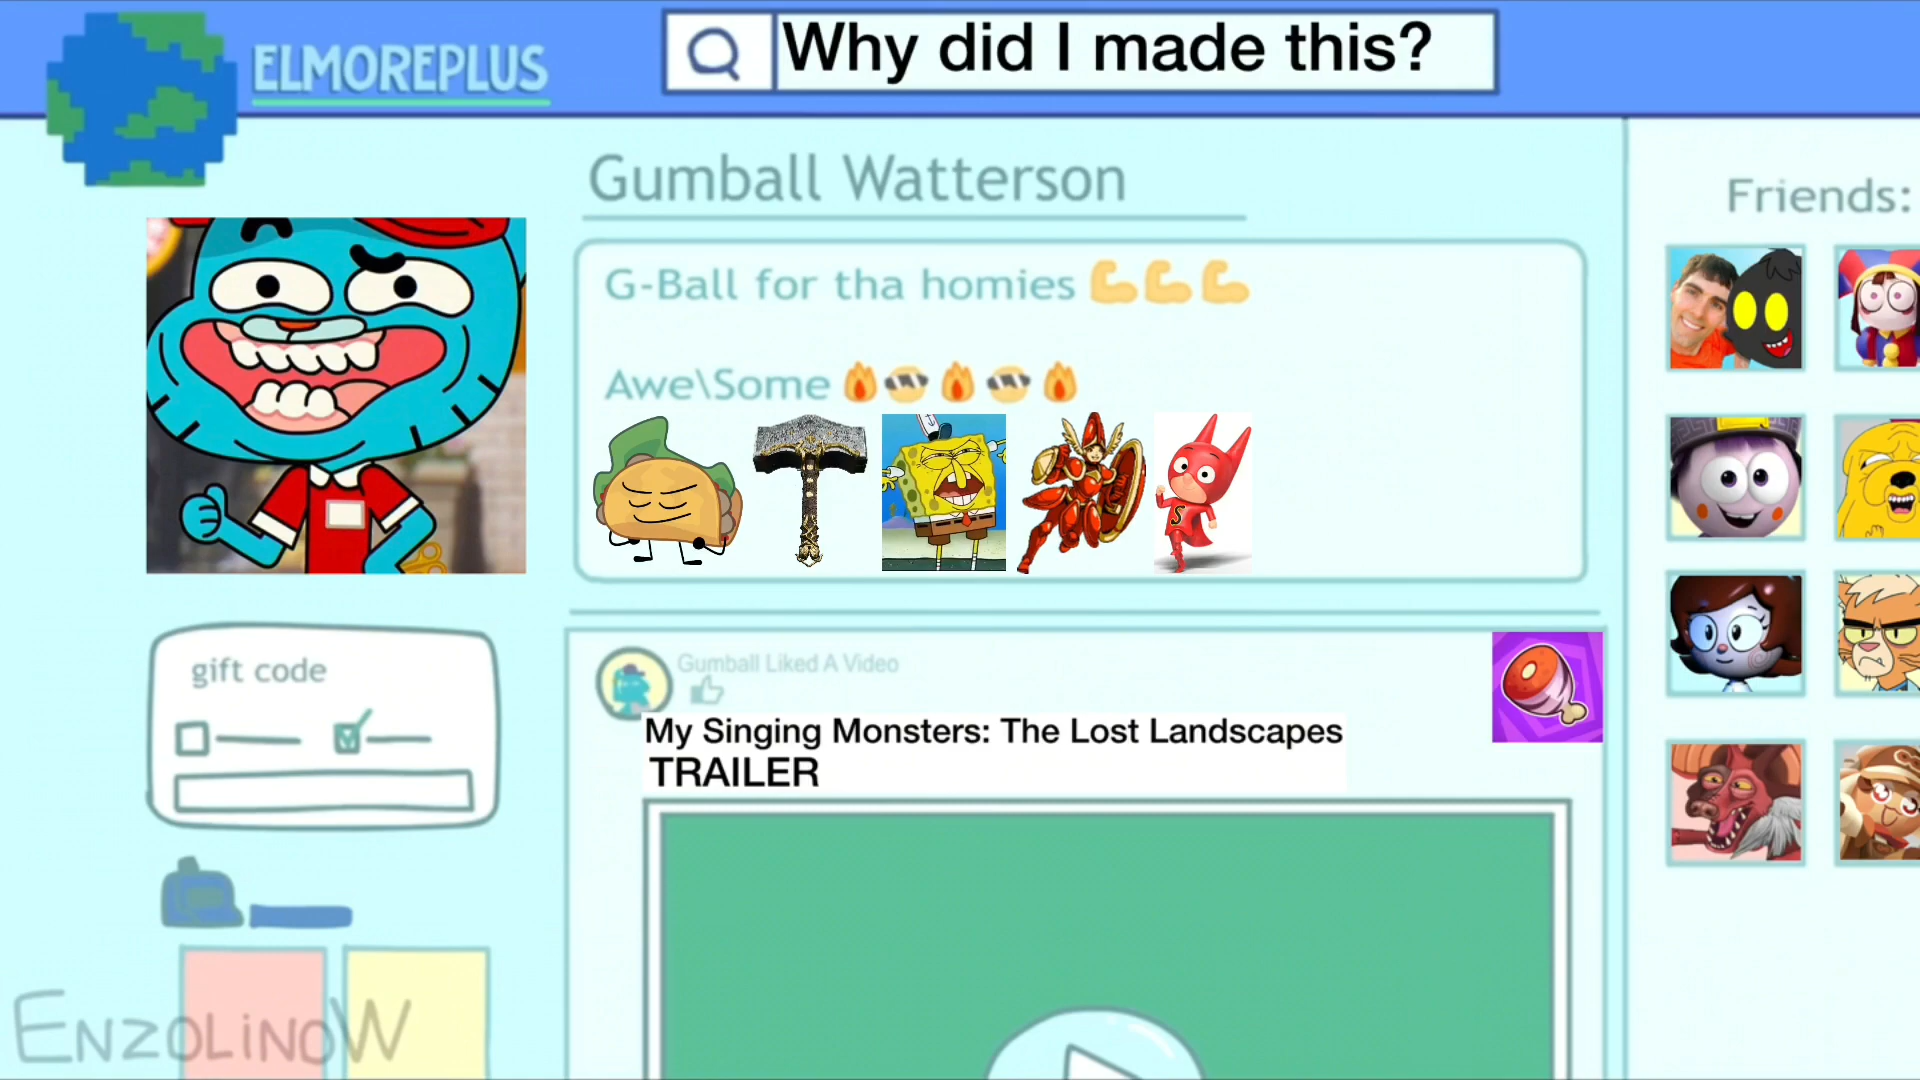 ELMOREPLUS
Why did I made this?
Gumball Watterson
Friends:
G-Ball for tha homies 💪💪💪
Awe\Some 🔥😎🔥😎🔥
S
gift code
Gumball Liked A Video
My Singing Monsters: The Lost Landscapes
TRAILER
ENZOLiNOW